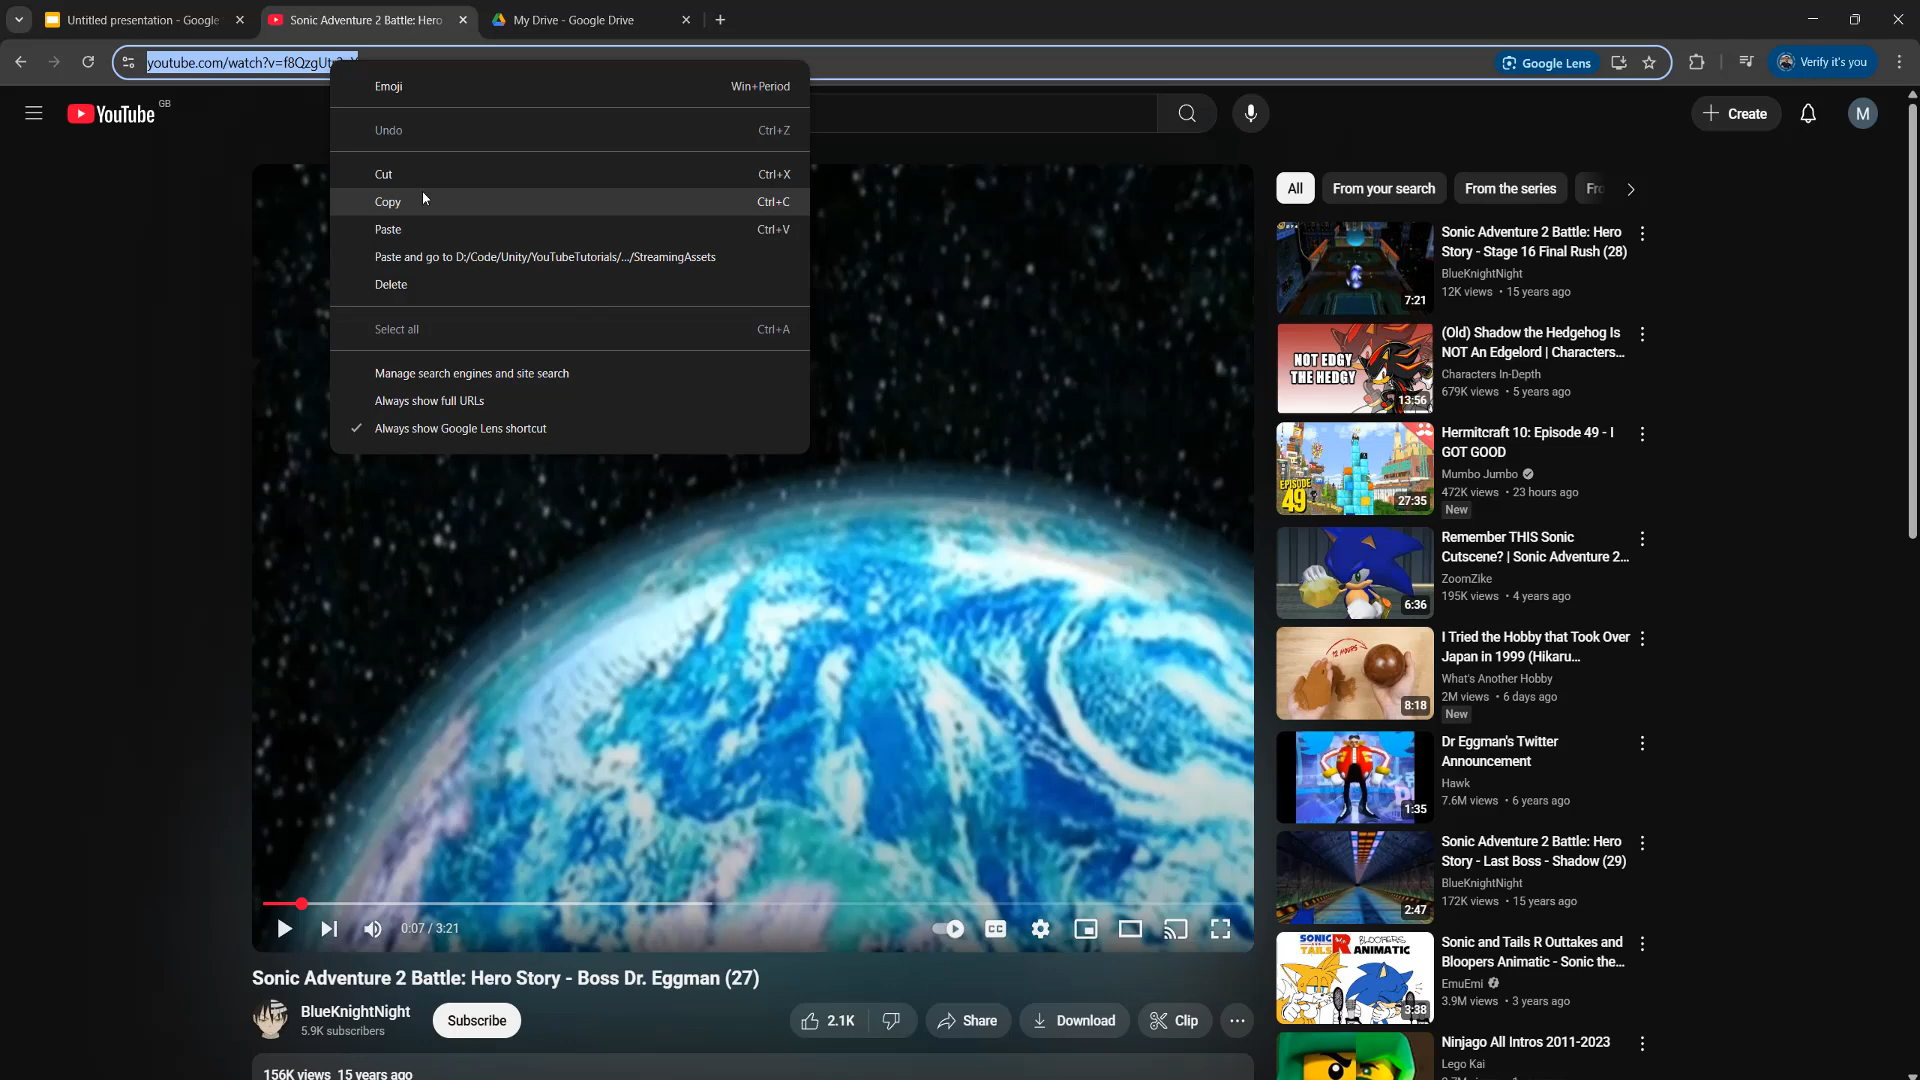 Untitled presentation - Google
Sonic Adventure 2 Battle: Hero
My Drive - Google Drive
Google Lens
Verify it's you
Emoji Win+Period
Undo Ctrl+Z
Cut Ctrl+X
Copy Ctrl+C
Paste Ctrl+V
Paste and go to D:/Code/Unity/YouTubeTutorials/.../StreamingAssets
Delete
Select all Ctrl+A
Manage search engines and site search
Always show full URLs
Always show Google Lens shortcut
YouTube GB
Create
M
All
From your search
From the series
Sonic Adventure 2 Battle: Hero
Story - Stage 16 Final Rush (28)
BlueKnightNight
12K views • 15 years ago
7:21
NOT EDGY
THE HEDGY
13:56
(Old) Shadow the Hedgehog Is
NOT An Edgelord | Characters...
Characters In-Depth
679K views • 5 years ago
EPISODE
49
27:35
Hermitcraft 10: Episode 49 - I
GOT GOOD
Mumbo Jumbo
472K views • 23 hours ago
New
6:36
Remember THIS Sonic
Cutscene? | Sonic Adventure 2...
ZoomZike
195K views • 4 years ago
8:18
I Tried the Hobby that Took Over
Japan in 1999 (Hikaru...
What's Another Hobby
2M views • 6 days ago
New
1:35
Dr Eggman's Twitter
Announcement
Hawk
7.6M views • 6 years ago
2:47
Sonic Adventure 2 Battle: Hero
Story - Last Boss - Shadow (29)
BlueKnightNight
172K views • 15 years ago
SONIC
TAILS R BLOOPERS
ANIMATIC
3:38
Sonic and Tails R Outtakes and
Bloopers Animatic - Sonic the...
EmuEmi
3.9M views • 3 years ago
Ninjago All Intros 2011-2023
Lego Kai
0:07 / 3:21
CC
Sonic Adventure 2 Battle: Hero Story - Boss Dr. Eggman (27)
BlueKnightNight
5.9K subscribers
Subscribe
2.1K
Share
Download
Clip
156K views 15 years ago